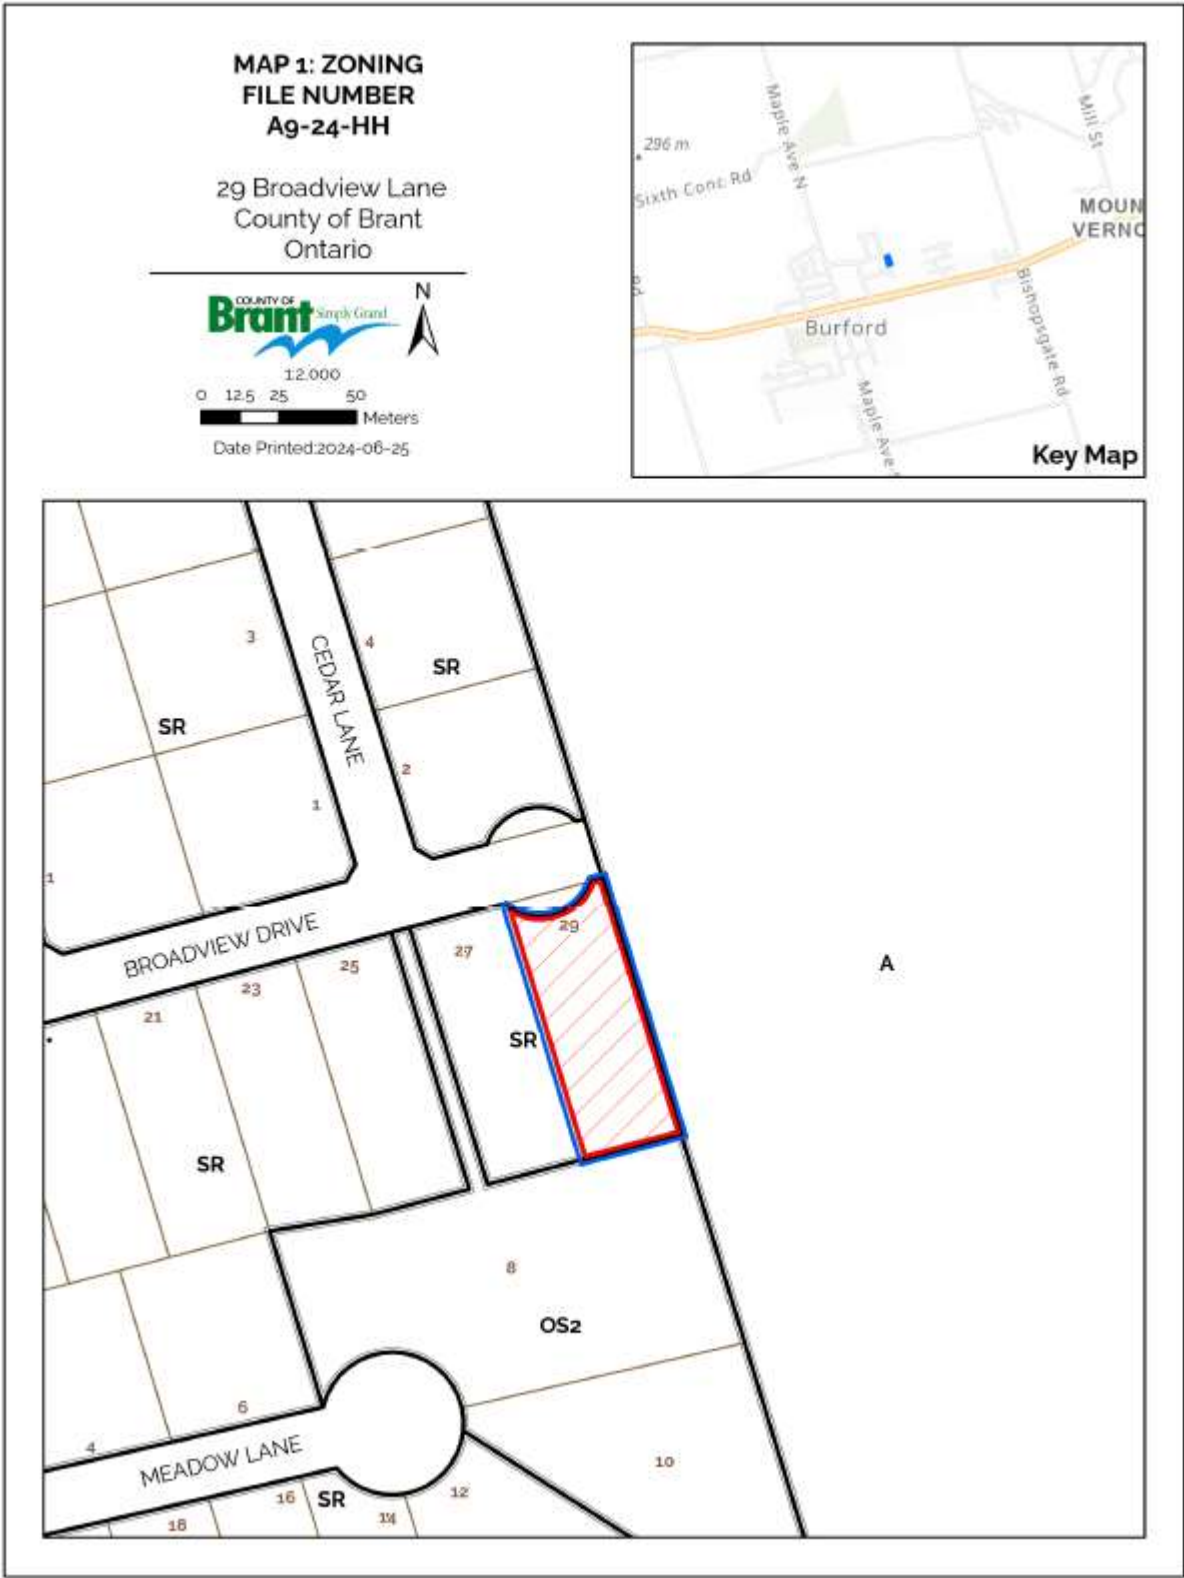 MAP 1: ZONING
FILE NUMBER
A9-24-HH
29 Broadview Lane
County of Brant
Ontario
COUNTY OF
Brant Simply Grand
N
1:2,000
0 12.5 25 50
Meters
Date Printed:2024-06-25
Maple Ave N
Mill St
296 m
Sixth Conc Rd
MOUN
VERNO
Rd
Burford
Bishopsgate Rd
Maple Ave
Key Map
3
CEDAR LANE
4
SR
SR
2
1
1
BROADVIEW DRIVE
29
27
25
23
21
A
SR
SR
8
OS2
6
4
MEADOW LANE
10
16
SR
12
14
18